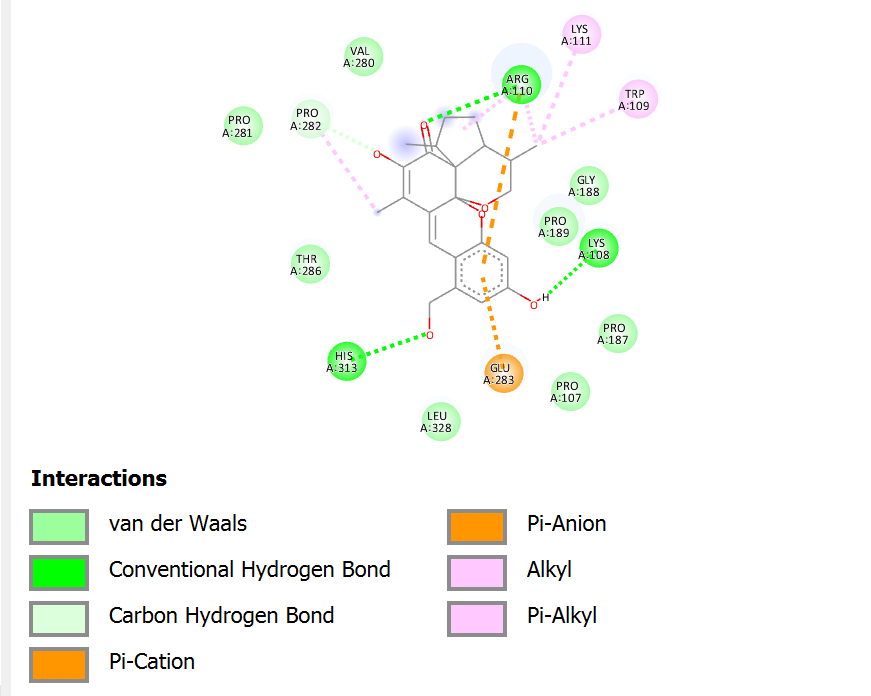 LYS
A:111
VAL
A:280
ARG
A:110
TRP
A:109
PRO
A:281
PRO
A:282
O
O
GLY
A:188
O
O
PRO
A:189
LYS
A:108
THR
A:286
H
O
O
PRO
A:187
HIS
A:313
GLU
A:283
PRO
A:107
LEU
A:328
Interactions
van der Waals
Conventional Hydrogen Bond
Carbon Hydrogen Bond
Pi-Cation
Pi-Anion
Alkyl
Pi-Alkyl